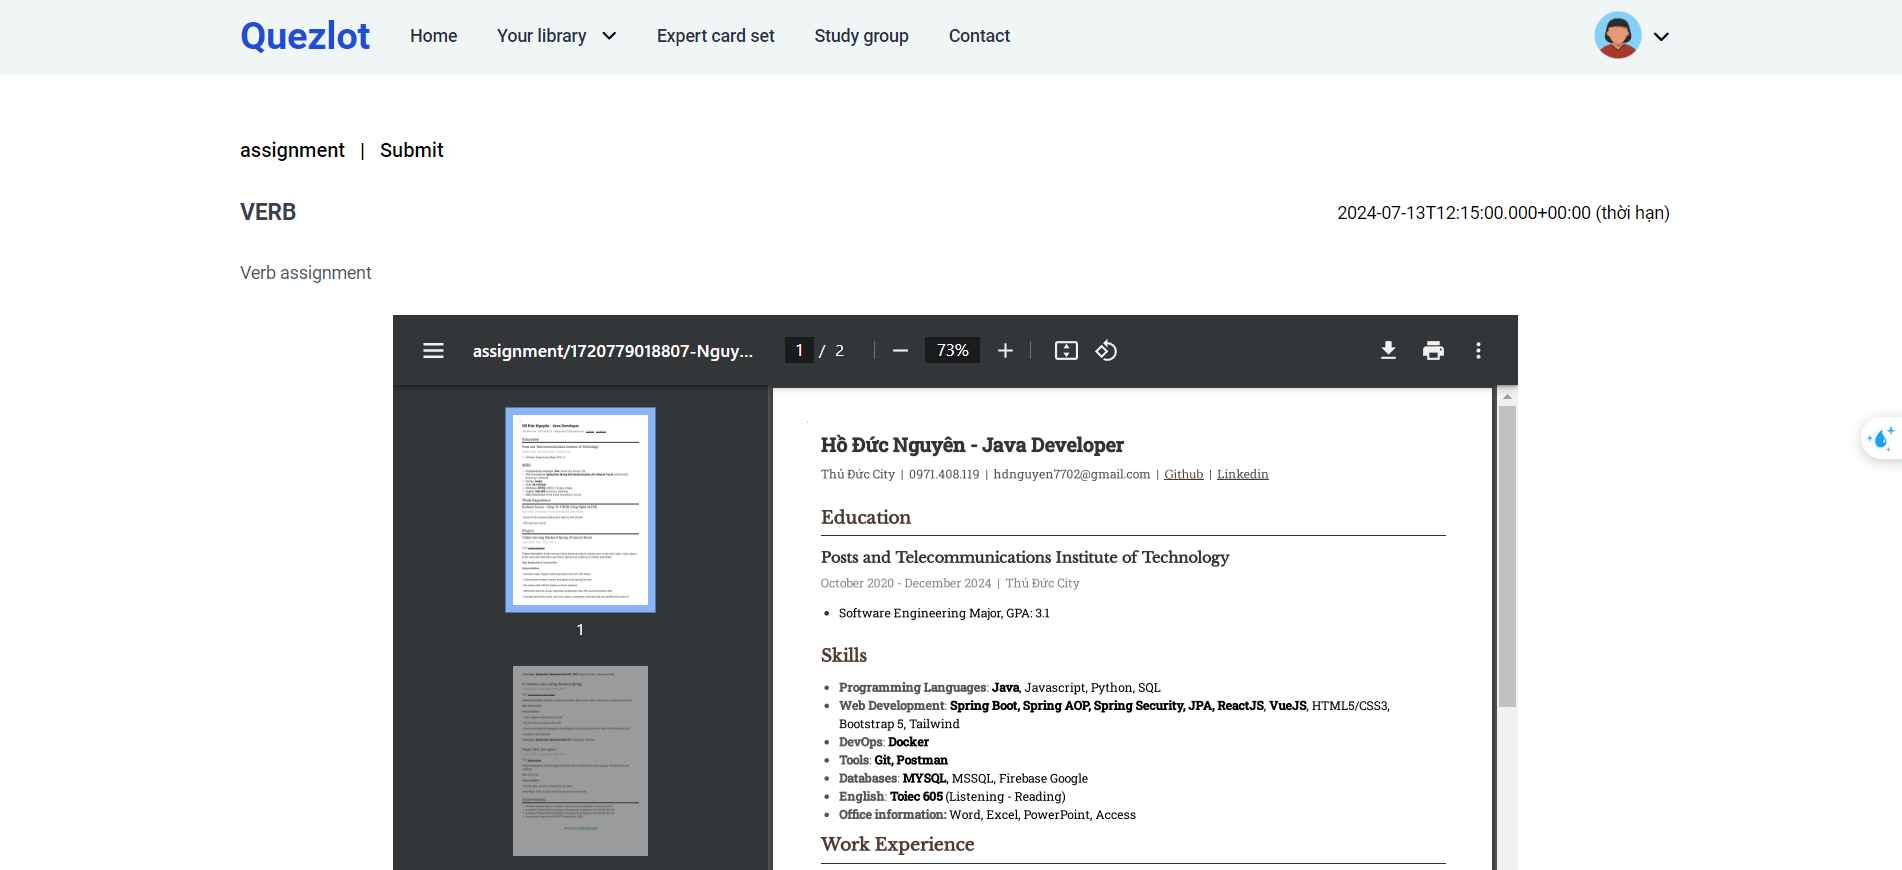 Quezlot Home Your library Expert card set Study group Contact
assignment | Submit
VERB
2024-07-13T12:15:00.000+00:00 (thời hạn)
Verb assignment
assignment/1720779018807-Nguy... 1 / 2 73%
1
Hồ Đức Nguyên - Java Developer
Thủ Đức City | 0971.408.119 | hdnguyen7702@gmail.com | Github | Linkedin
Education
Posts and Telecommunications Institute of Technology
October 2020 - December 2024 | Thủ Đức City
• Software Engineering Major, GPA: 3.1
Skills
• Programming Languages: Java, Javascript, Python, SQL
• Web Development: Spring Boot, Spring AOP, Spring Security, JPA, ReactJS, VueJS, HTML5/CSS3,
Bootstrap 5, Tailwind
• DevOps: Docker
• Tools: Git, Postman
• Databases: MYSQL, MSSQL, Firebase Google
• English: Toiec 605 (Listening - Reading)
• Office information: Word, Excel, PowerPoint, Access
Work Experience